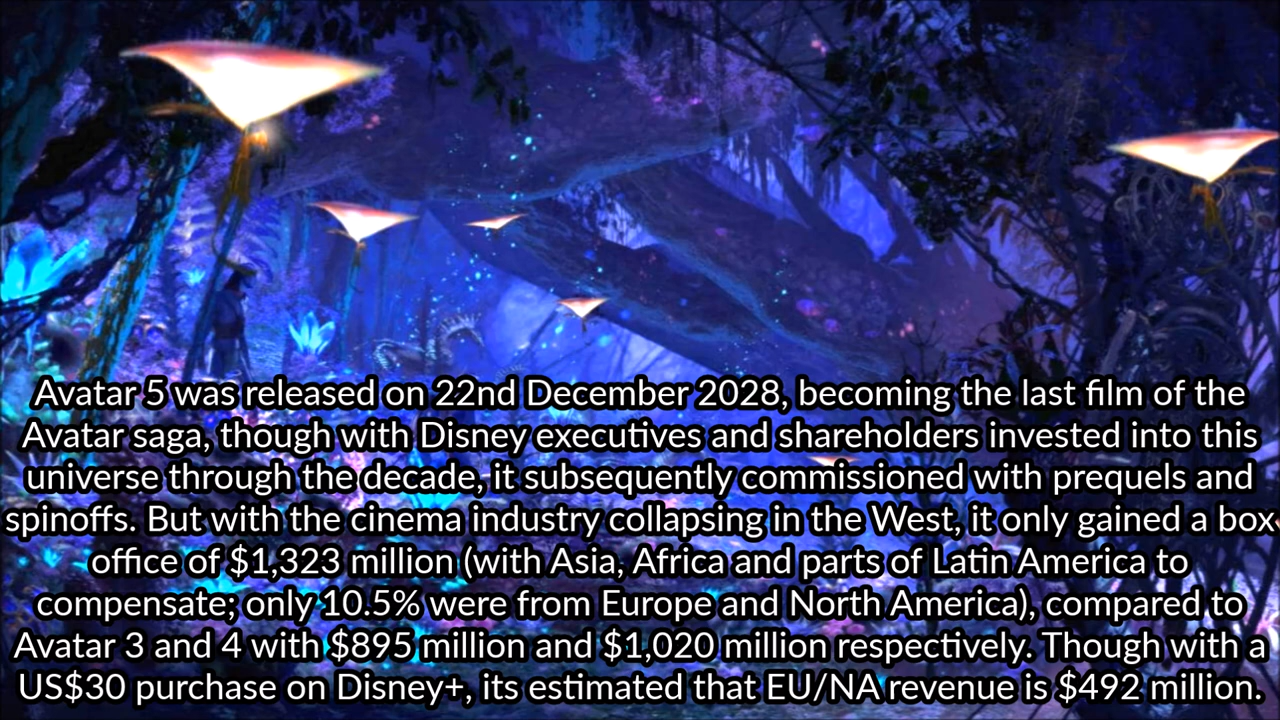 Avatar 5 was released on 22nd December 2028, becoming the last film of the
Avatar saga, though with Disney executives and shareholders invested into this
universe through the decade, it subsequently commissioned with prequels and
spinoffs. But with the cinema industry collapsing in the West, it only gained a box
office of $1,323 million (with Asia, Africa and parts of Latin America to
compensate; only 10.5% were from Europe and North America), compared to
Avatar 3 and 4 with $895 million and $1,020 million respectively. Though with a
US$30 purchase on Disney+, its estimated that EU/NA revenue is $492 million.